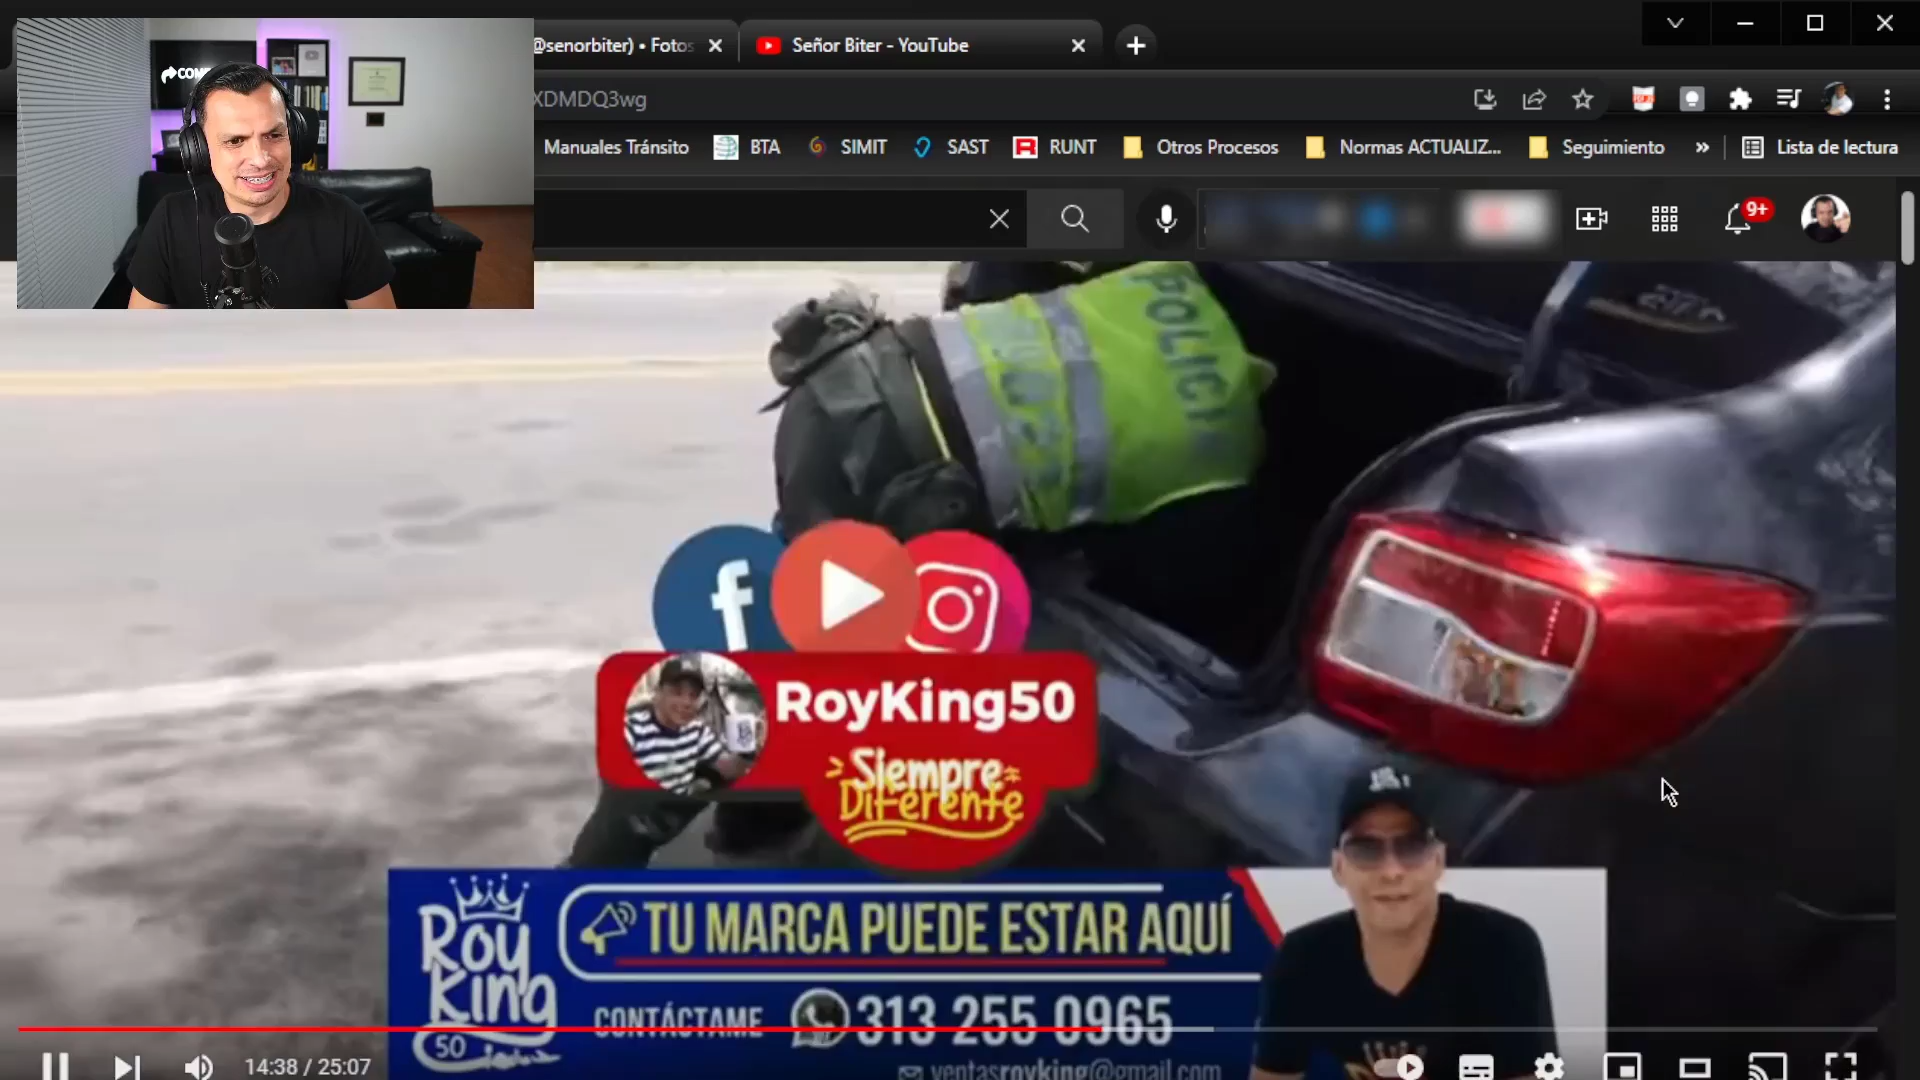 @senorbiter) • Fotos
Señor Biter - YouTube
XDMDQ3wg
Manuales Tránsito
BTA
SIMIT
SAST
RUNT
Otros Procesos
Normas ACTUALIZ...
Seguimiento
»
Lista de lectura
9+
POLICI
RoyKing50
Siempre
Diferente
Roy
King
50
TU MARCA PUEDE ESTAR AQUÍ
CONTÁCTAME
313 255 0965
ventasroyking@gmail.com
14:38 / 25:07